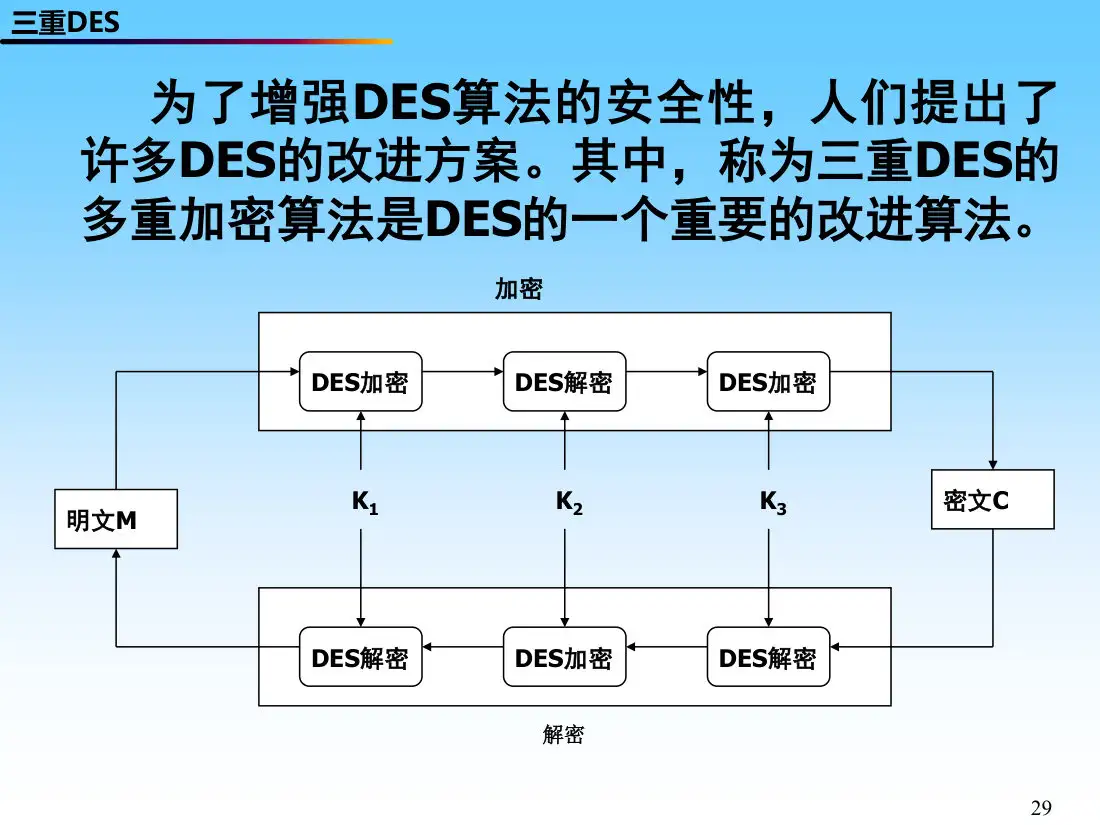 三重DES
为了增强DES算法的安全性，人们提出了
许多DES的改进方案。其中，称为三重DES的
多重加密算法是DES的一个重要的改进算法。
加密
DES加密 DES解密 DES加密
K₁ K₂ K₃
明文M 密文C
DES解密 DES加密 DES解密
解密
29